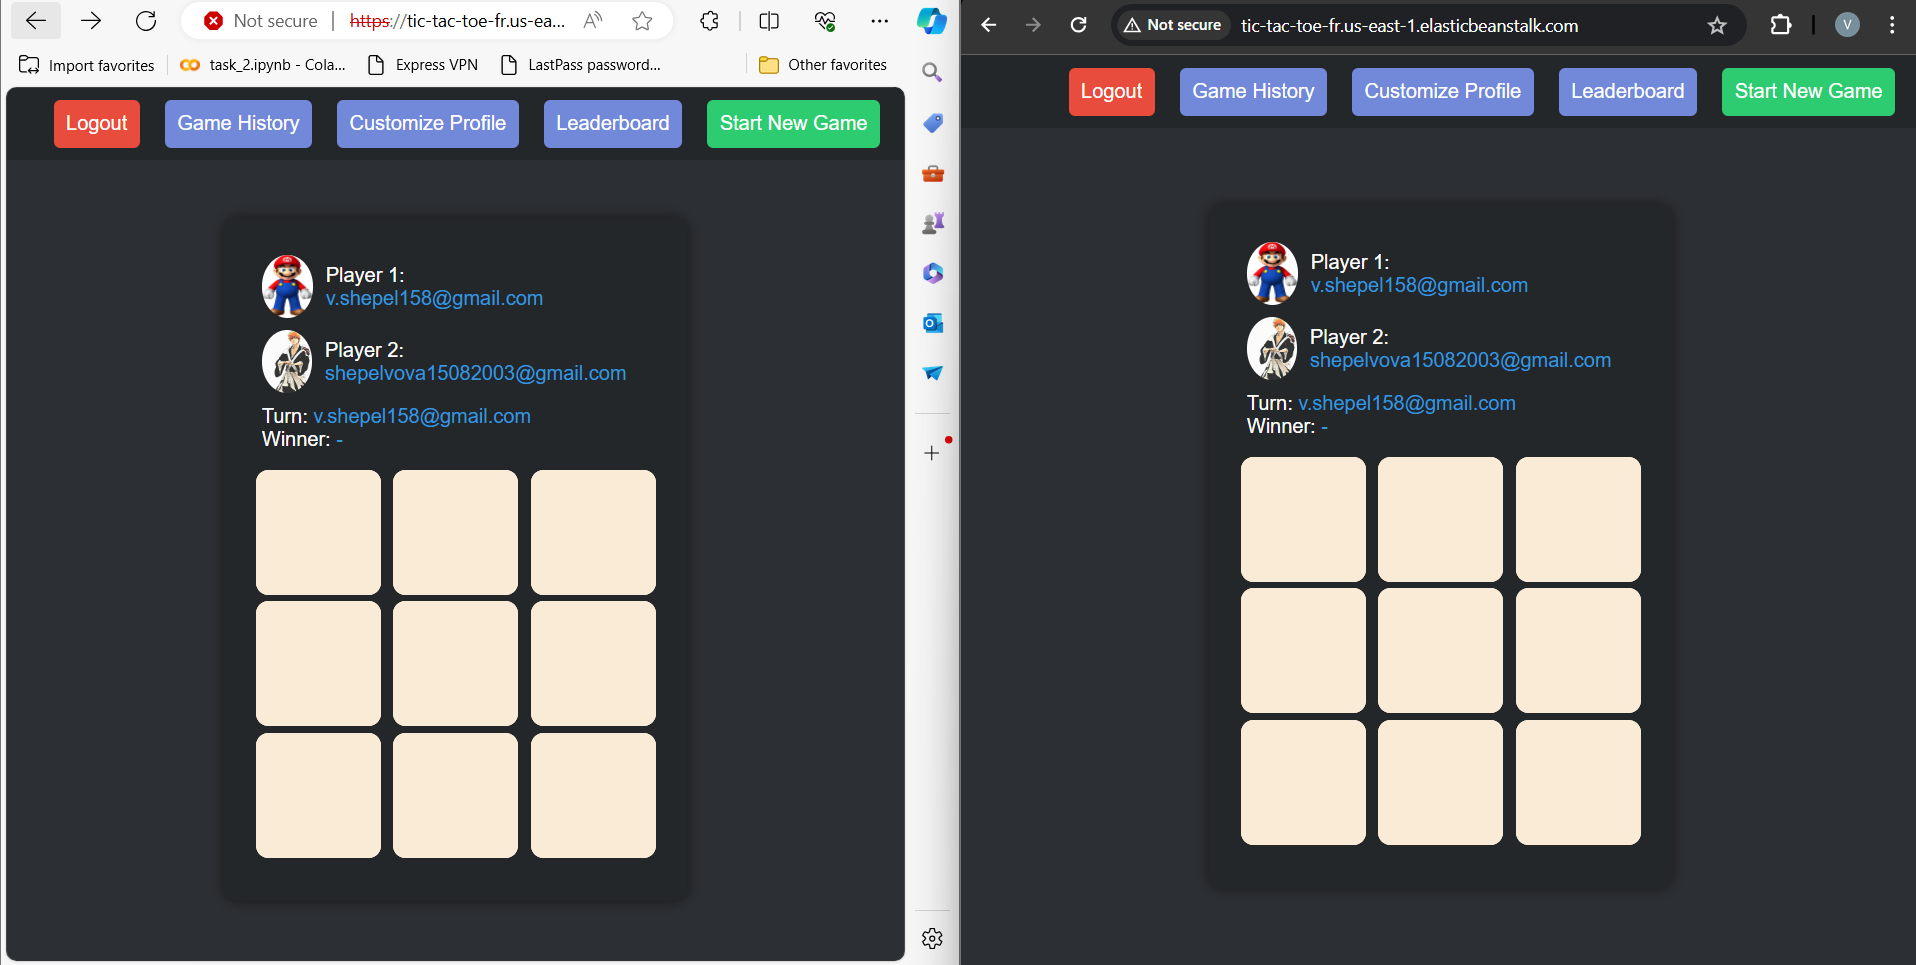 Not secure | https://tic-tac-toe-fr.us-ea...
Import favorites
task_2.ipynb - Cola...
Express VPN
LastPass password...
Other favorites
Logout
Game History
Customize Profile
Leaderboard
Start New Game
Player 1:
v.shepel158@gmail.com
Player 2:
shepelvova15082003@gmail.com
Turn: v.shepel158@gmail.com
Winner: -
Not secure
tic-tac-toe-fr.us-east-1.elasticbeanstalk.com
V
Logout
Game History
Customize Profile
Leaderboard
Start New Game
Player 1:
v.shepel158@gmail.com
Player 2:
shepelvova15082003@gmail.com
Turn: v.shepel158@gmail.com
Winner: -